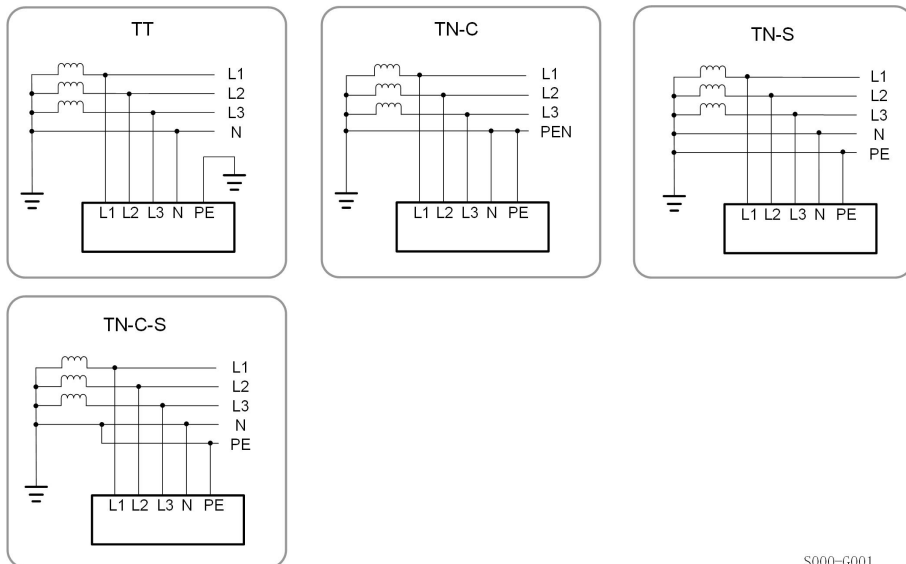 TT
L1
L2
L3
N
L1 L2 L3 N PE
TN-C
L1
L2
L3
PEN
L1 L2 L3 N PE
TN-S
L1
L2
L3
N
PE
L1 L2 L3 N PE
TN-C-S
L1
L2
L3
N
PE
L1 L2 L3 N PE
S000-G001